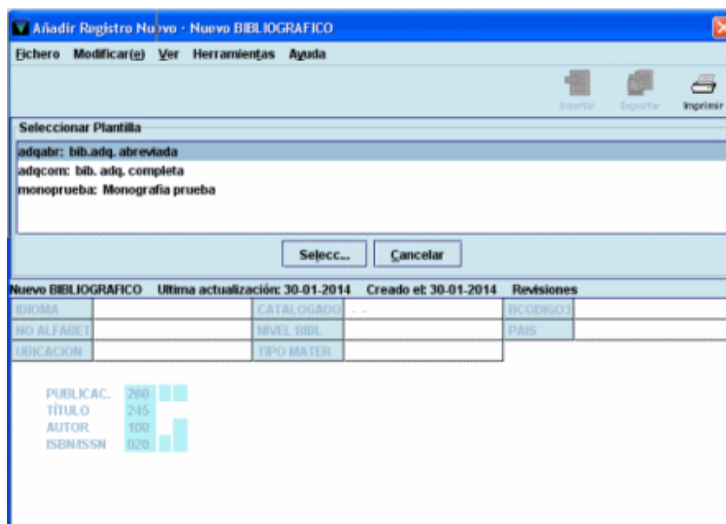 Añadir Registro Nuevo - Nuevo BIBLIOGRAFICO
Fichero Modificar(e) Ver Herramientas Ayuda
Insertar Exportar Imprimir
Seleccionar Plantilla
adqabr: bib.adq. abreviada
adqcom: bib. adq. completa
monoprueba: Monografia prueba
Selecc... Cancelar
Nuevo BIBLIOGRAFICO Ultima actualización: 30-01-2014 Creado el: 30-01-2014 Revisiones
IDIOMA CATALOGADO - - BCODIGO3
NO ALFABET NIVEL BIBL PAIS
UBICACION TIPO MATER
PUBLICAC. 260
TÍTULO 245
AUTOR 100
ISBN/ISSN 020